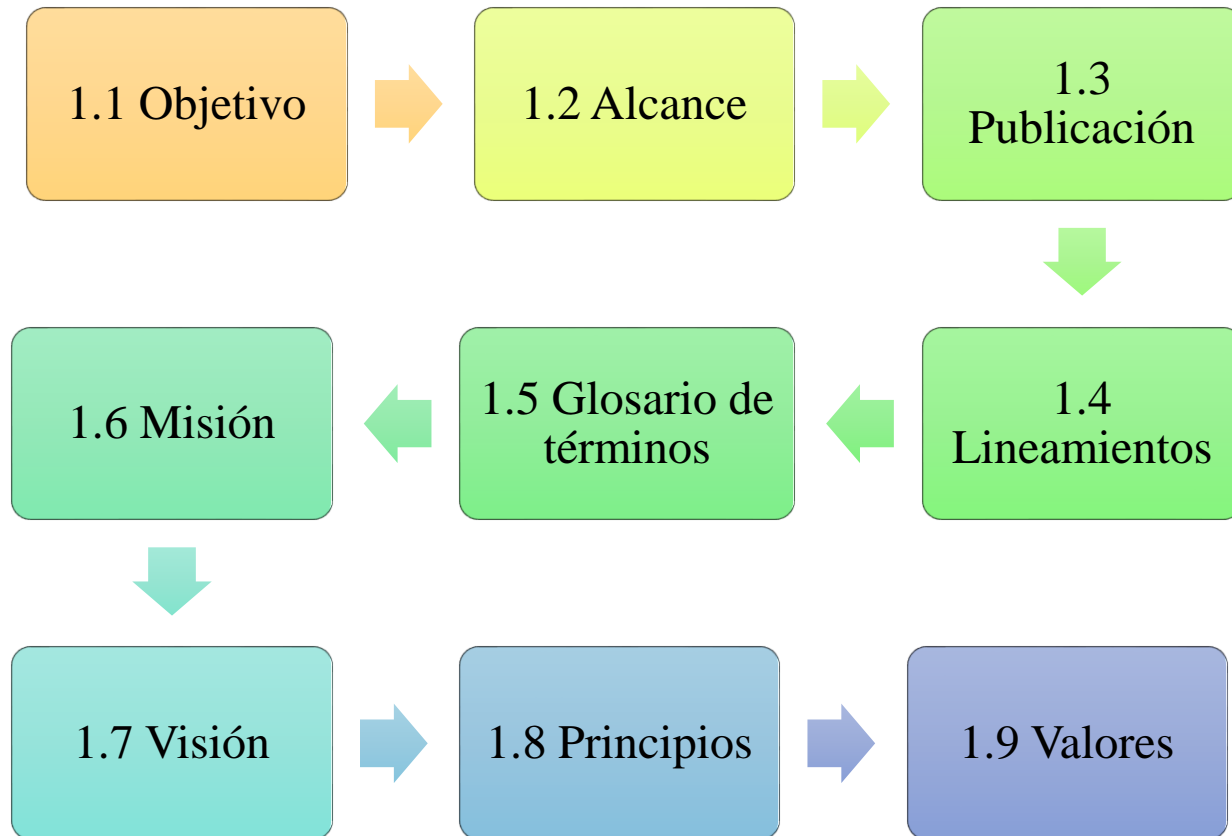 1.1 Objetivo
1.2 Alcance
1.3
Publicación
1.4
Lineamientos
1.5 Glosario de
términos
1.6 Misión
1.7 Visión
1.8 Principios
1.9 Valores